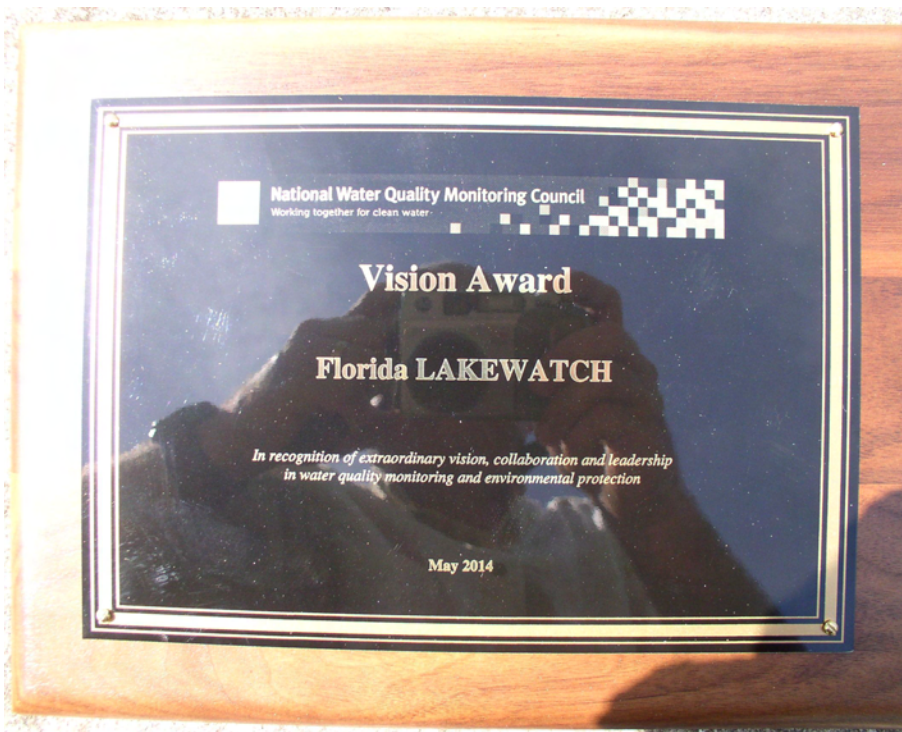 National Water Quality Monitoring Council
Working together for clean water
Vision Award
Florida LAKEWATCH
In recognition of extraordinary vision, collaboration and leadership
in water quality monitoring and environmental protection
May 2014